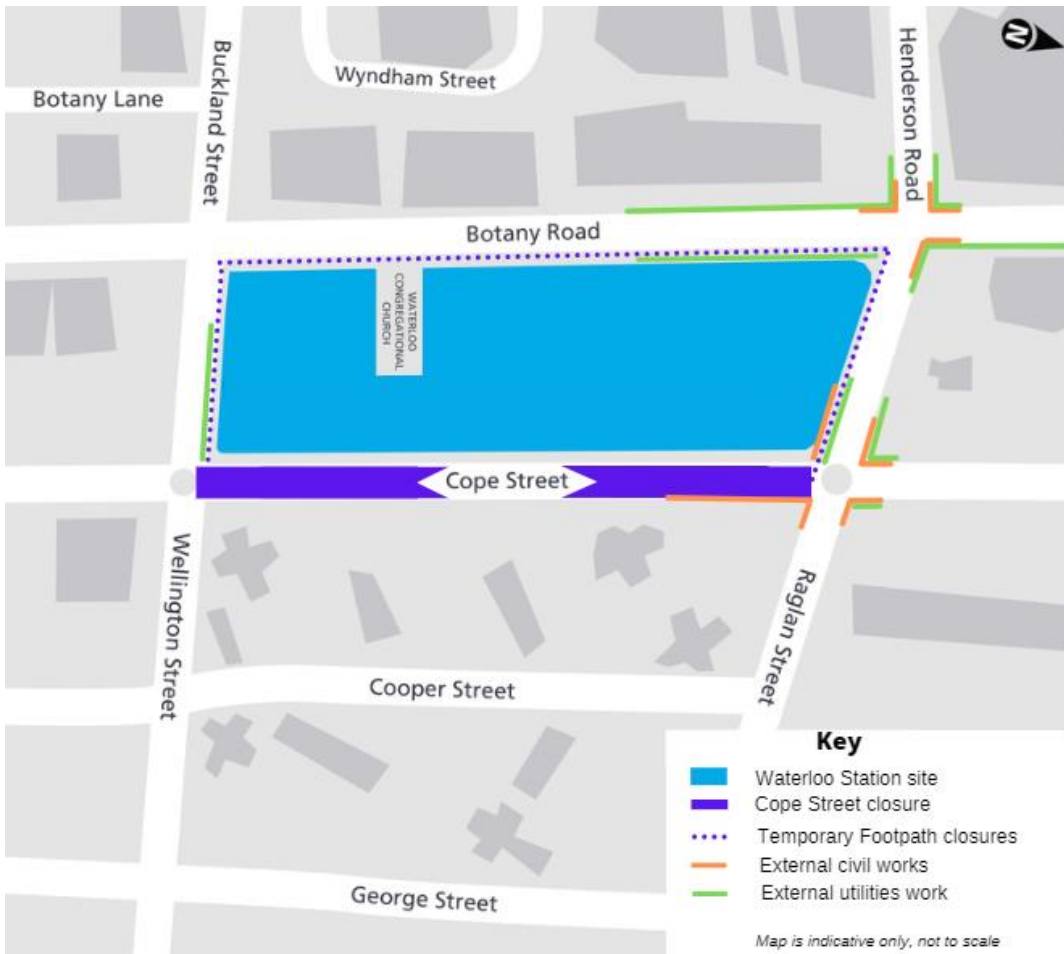 Botany Lane
Buckland Street
Wyndham Street
Henderson Road
N
Botany Road
WATERLOO
CONGREGATIONAL
CHURCH
Cope Street
Wellington Street
Raglan Street
Cooper Street
George Street
Key
Waterloo Station site
Cope Street closure
Temporary Footpath closures
External civil works
External utilities work
Map is indicative only, not to scale